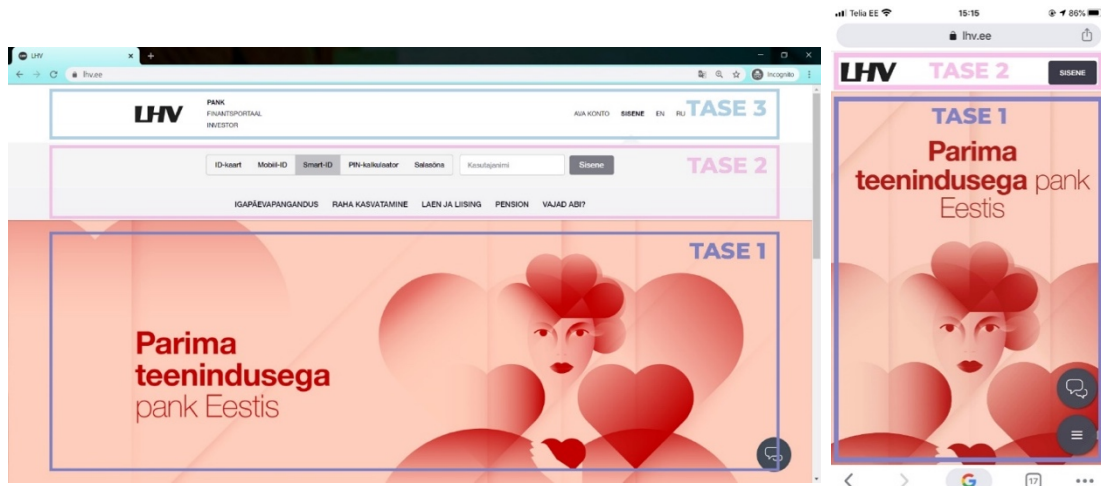 LHV
lhv.ee
Incognito
LHV
PANK
FINANTSPORTAAL
INVESTOR
AVA KONTO SISENE EN RU
TASE 3
ID-kaart Mobiil-ID Smart-ID PIN-kalkulaator Salasõna Kasutajanimi Sisene
TASE 2
IGAPÄEVAPANGANDUS RAHA KASVATAMINE LAEN JA LIISING PENSION VAJAD ABI?
TASE 1
Parima
teenindusega
pank Eestis
Telia EE 15:15 86%
lhv.ee
LHV TASE 2 SISENE
TASE 1
Parima
teenindusega pank
Eestis
G 17